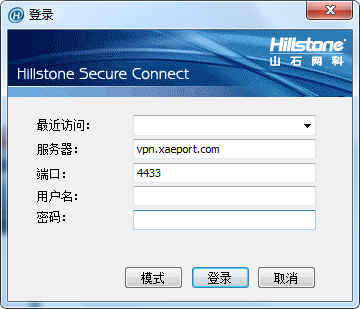 登录
Hillstone
山石网科
Hillstone Secure Connect
最近访问：
服务器： vpn.xaeport.com
端口： 4433
用户名：
密码：
模式 登录 取消